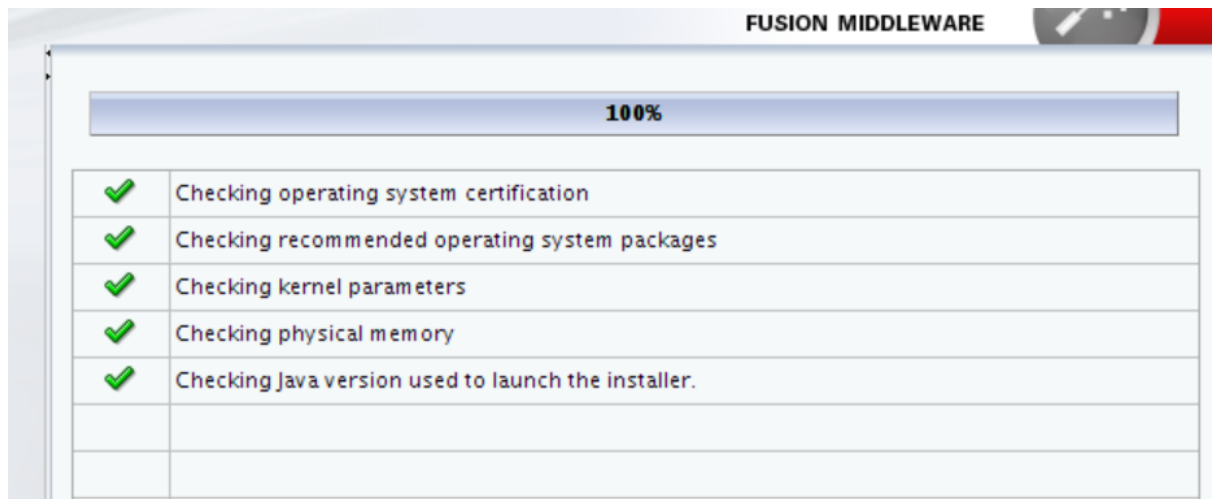 FUSION MIDDLEWARE
100%
Checking operating system certification
Checking recommended operating system packages
Checking kernel parameters
Checking physical memory
Checking Java version used to launch the installer.